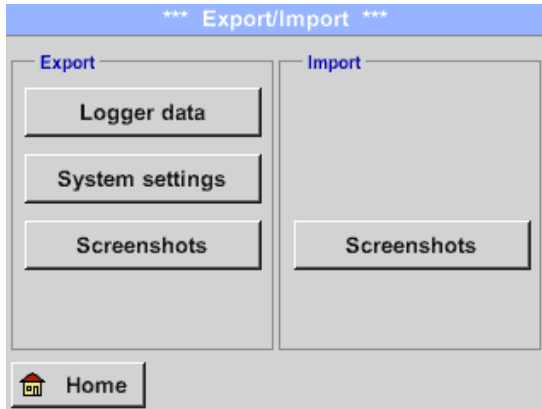 *** Export/Import ***
Export
Import
Logger data
System settings
Screenshots
Screenshots
Home